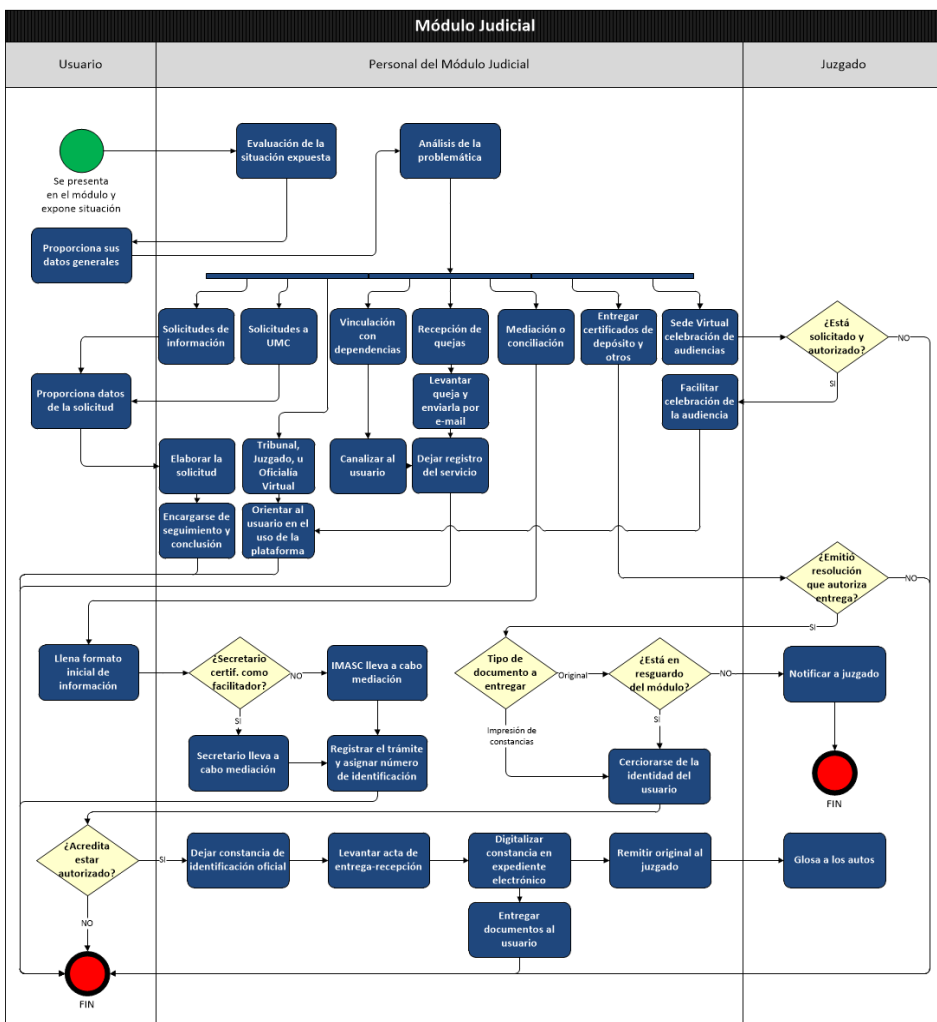 Módulo Judicial
Usuario
Personal del Módulo Judicial
Juzgado
Se presenta
en el módulo y
expone situación
Evaluación de la
situación expuesta
Análisis de la
problemática
Proporciona sus
datos generales
Solicitudes de
información
Solicitudes a
UMC
Vinculación
con
dependencias
Recepción de
quejas
Mediación o
conciliación
Entregar
certificados de
depósito y
otros
Sede Virtual
celebración de
audiencias
¿Está
solicitado y
autorizado?
NO
SI
Proporciona datos
de la solicitud
Levantar
queja y
enviarla por
e-mail
Facilitar
celebración de
la audiencia
Elaborar la
solicitud
Tribunal,
Juzgado, u
Oficialía
Virtual
Canalizar al
usuario
Dejar registro
del servicio
Encargarse de
seguimiento y
conclusión
Orientar al
usuario en el
uso de la
plataforma
¿Emitió
resolución
que autoriza
entrega?
NO
SI
Llena formato
inicial de
información
¿Secretario
certif. como
facilitador?
NO
SI
IMASC lleva a cabo
mediación
Tipo de
documento a
entregar
Original
Impresión de
constancias
¿Está en
resguardo
del módulo?
NO
SI
Notificar a juzgado
Secretario lleva a
cabo mediación
Registrar el trámite
y asignar número
de identificación
Cerciorarse de la
identidad del
usuario
FIN
¿Acredita
estar
autorizado?
SI
NO
Dejar constancia de
identificación oficial
Levantar acta de
entrega-recepción
Digitalizar
constancia en
expediente
electrónico
Remitir original al
juzgado
Glosa a los autos
Entregar
documentos al
usuario
FIN